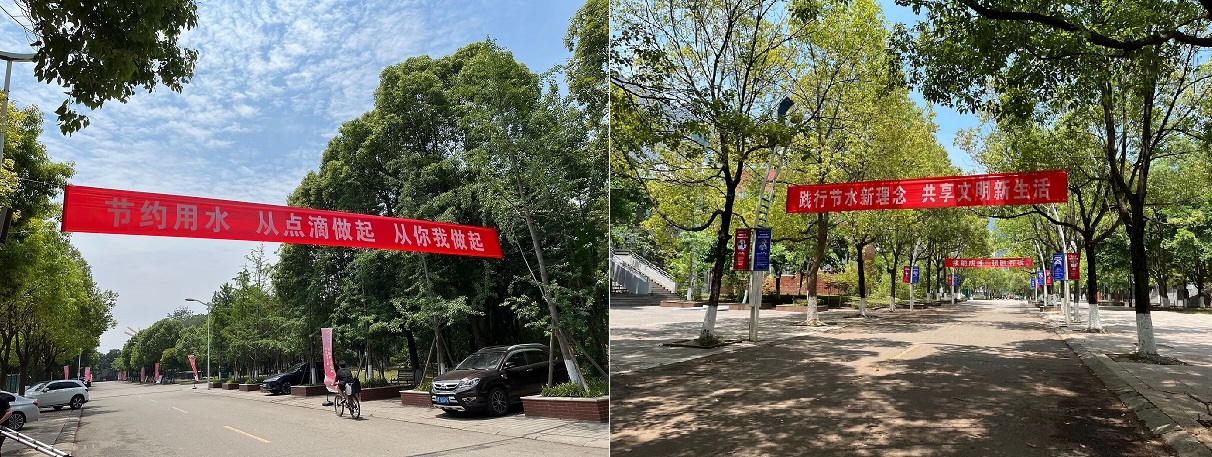 节约用水 从点滴做起 从你我做起
践行节水新理念 共享文明新生活